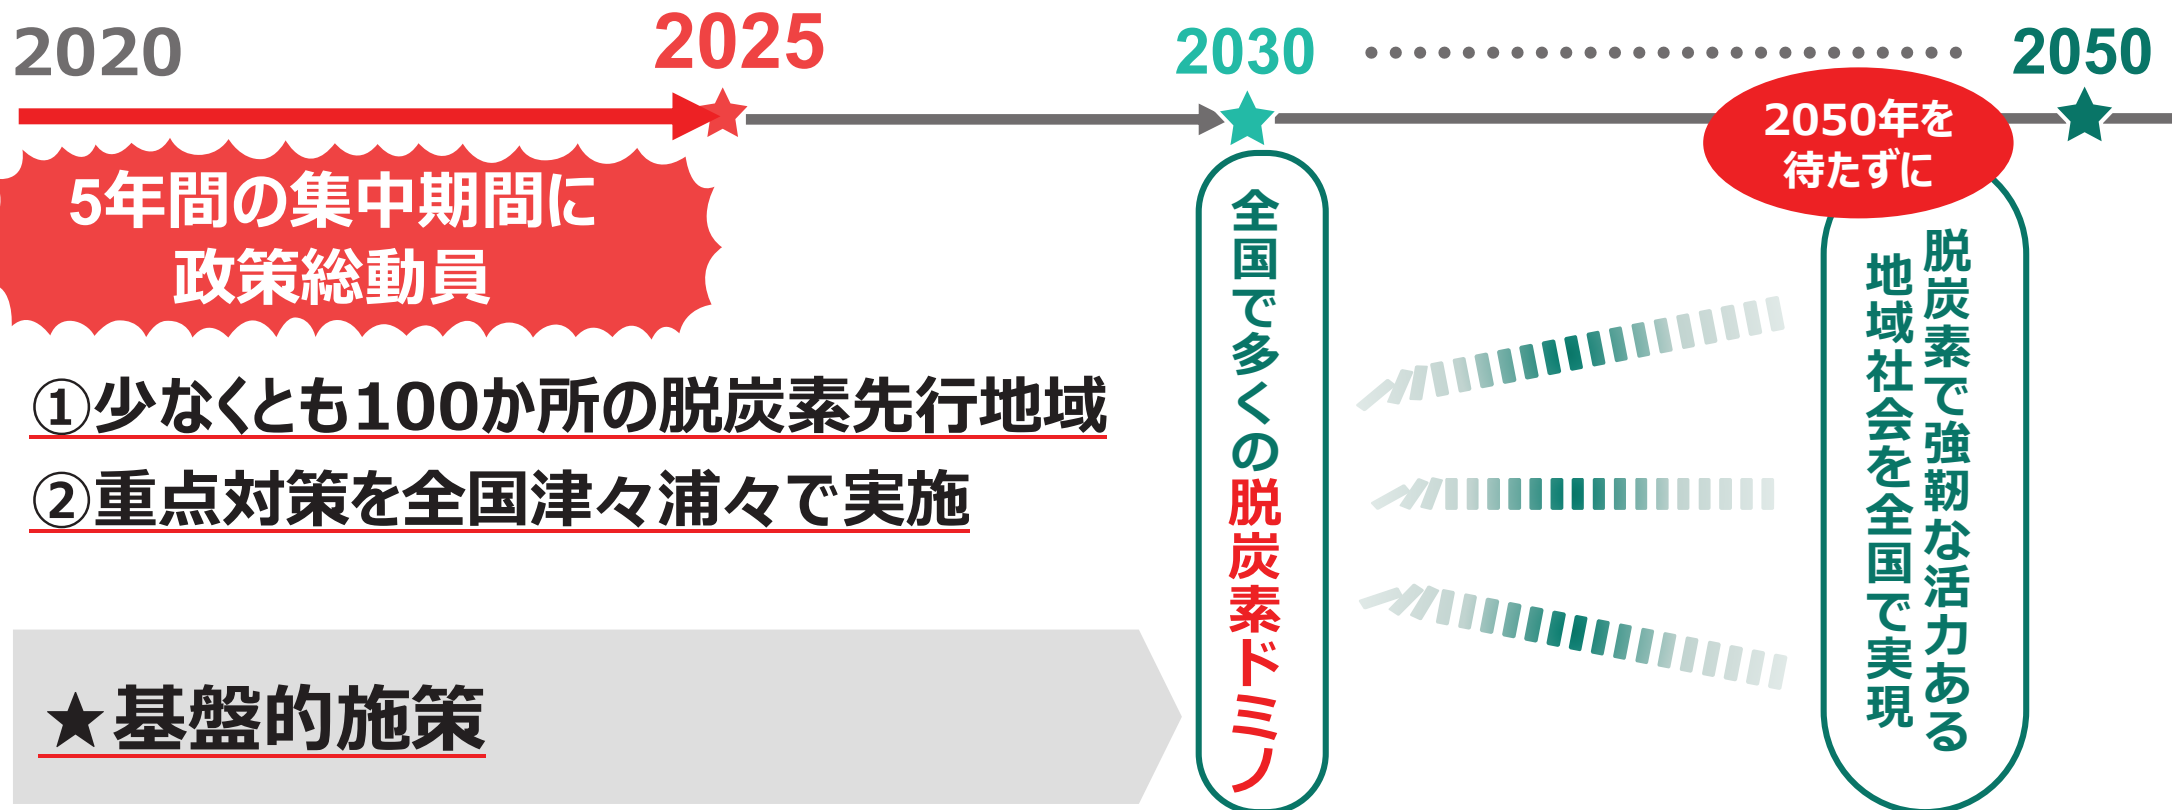 2020
2025
2030
2050
5年間の集中期間に
政策総動員
①少なくとも100か所の脱炭素先行地域
②重点対策を全国津々浦々で実施
★基盤的施策
全国で多くの脱炭素ドミノ
2050年を
待たずに
脱炭素で強靭な活力ある
地域社会を全国で実現